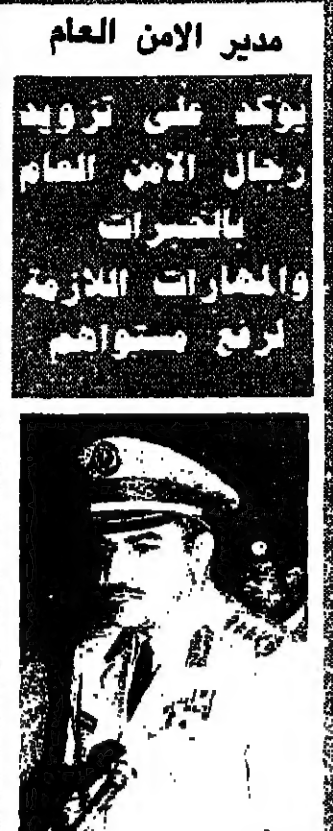 مدير الامن العام
يؤكد على تزويد
رجال الامن العام
بالخبرات
والمهارات اللازمة
لرفع مستواهم